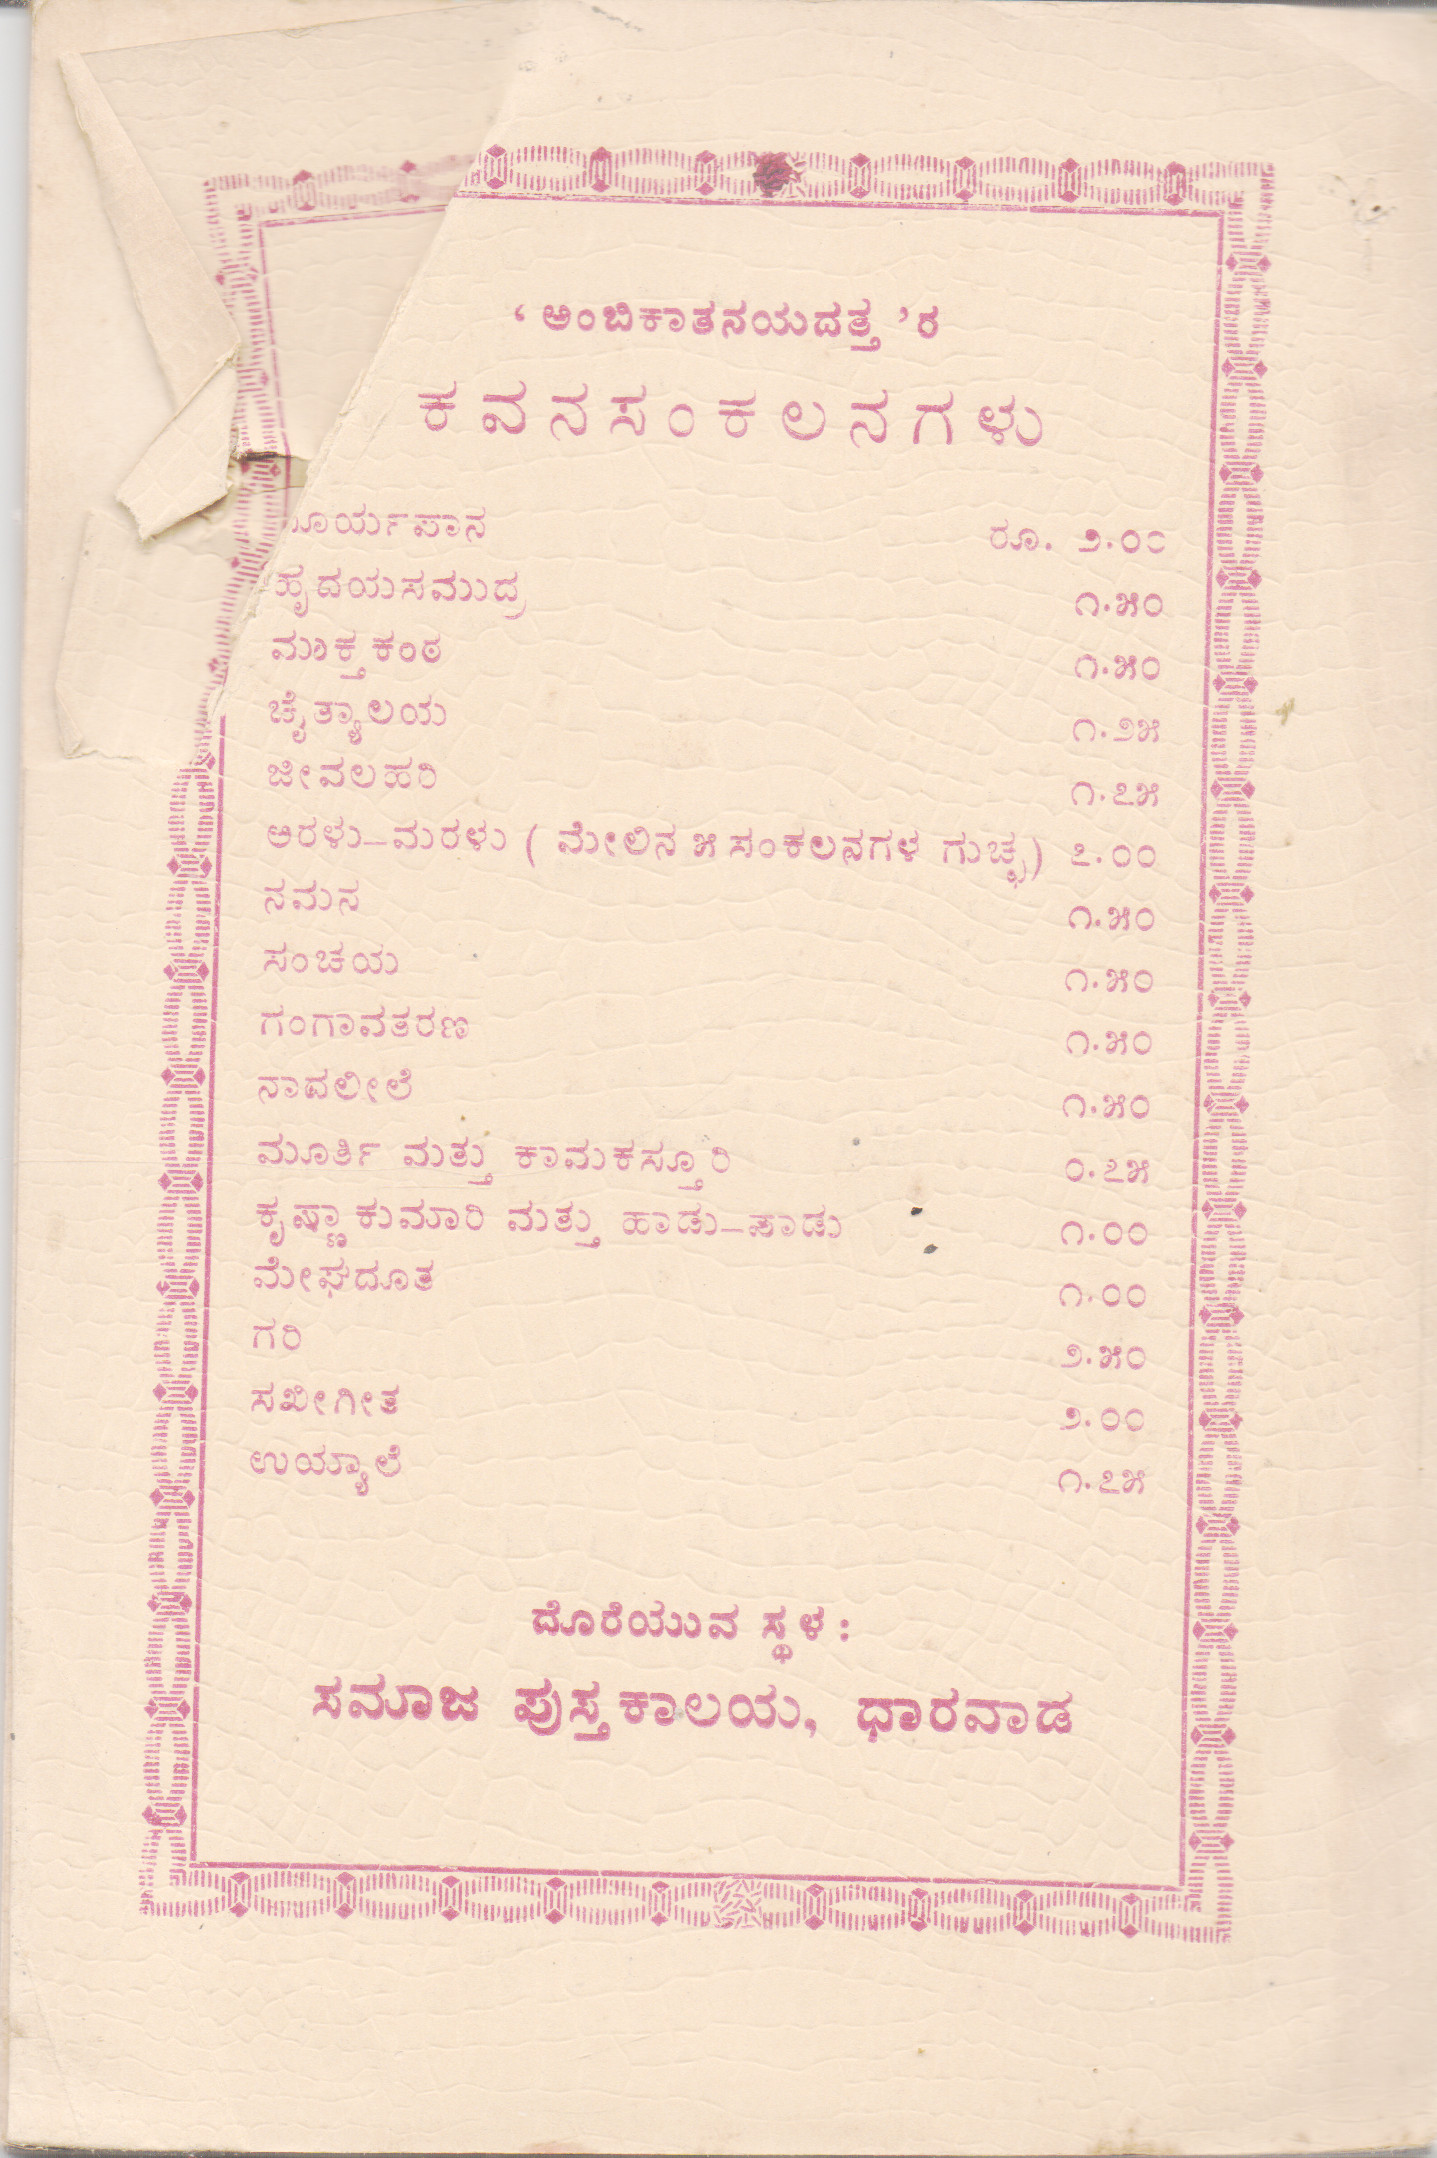 ‘ ಅಂಬಿಕಾತನಯದತ್ತ ’ರ
ಕವನಸಂಕಲನಗಳು
ೂರ್ಯಪಾನ ರೂ. ೨.೦೦
ಹೃದಯಸಮುದ್ರ ೧.೫೦
ಮುಕ್ತಕಂಠ ೧.೫೦
ಚೈತ್ಯಾಲಯ ೧.೨೫
ಜೀವಲಹರಿ ೧.೭೫
ಅರಳು–ಮರಳು ( ಮೇಲಿನ ೫ ಸಂಕಲನಗಳ ಗುಚ್ಛ) ೭.೦೦
ನಮನ ೧.೫೦
ಸಂಚಯ ೧.೫೦
ಗಂಗಾವತರಣ ೧.೫೦
ನಾದಲೀಲೆ ೧.೫೦
ಮೂರ್ತಿ ಮತ್ತು ಕಾಮಕಸ್ತೂರಿ ೦.೭೫
ಕೃಷ್ಣಾಕುಮಾರಿ ಮತ್ತು ಹಾಡು–ಪಾಡು ೧.೦೦
ಮೇಘದೂತ ೧.೦೦
ಗರಿ ೨.೫೦
ಸಖೀಗೀತ ೨.೦೦
ಉಯ್ಯಾಲೆ ೧.೭೫
ದೊರೆಯುವ ಸ್ಥಳ :
ಸಮಾಜ ಪುಸ್ತಕಾಲಯ, ಧಾರವಾಡ